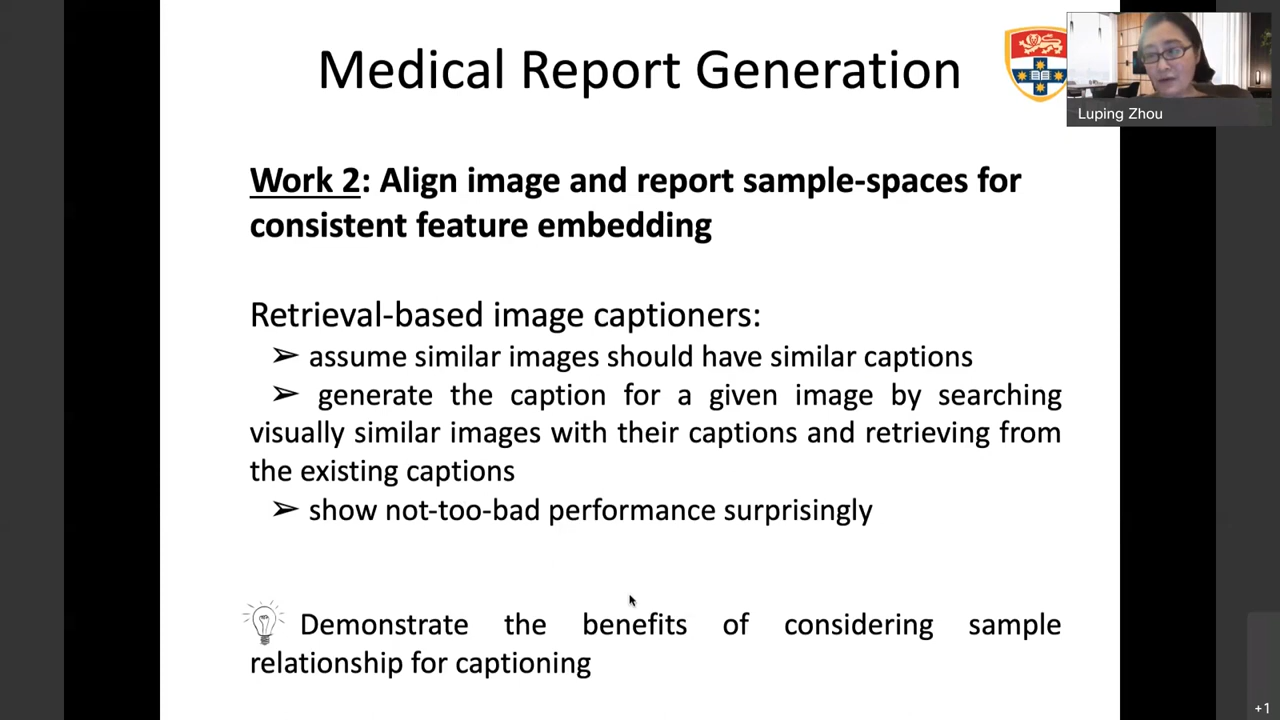 Medical Report Generation
Luping Zhou
Work 2: Align image and report sample-spaces for
consistent feature embedding
Retrieval-based image captioners:
➢ assume similar images should have similar captions
➢ generate the caption for a given image by searching
visually similar images with their captions and retrieving from
the existing captions
➢ show not-too-bad performance surprisingly
Demonstrate the benefits of considering sample
relationship for captioning
+1